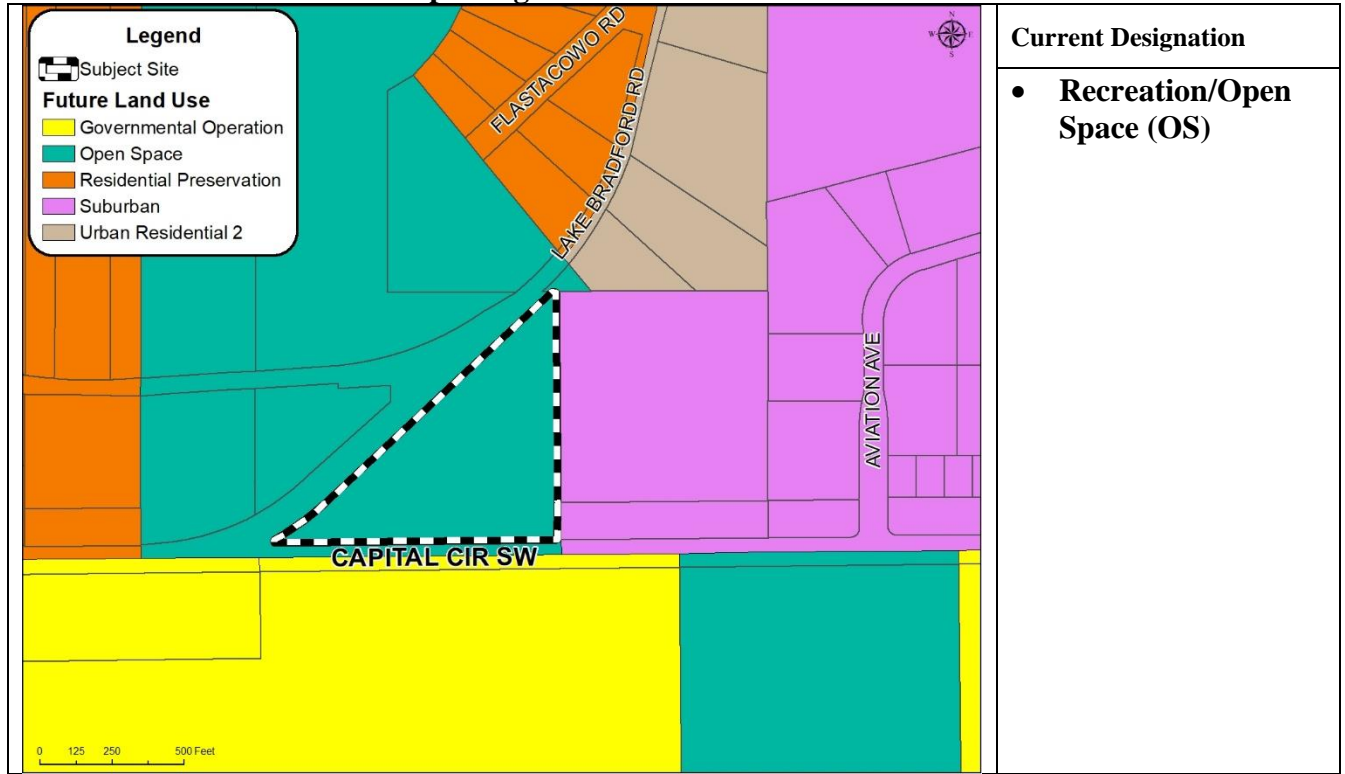 Legend
Subject Site
Future Land Use
Governmental Operation
Open Space
Residential Preservation
Suburban
Urban Residential 2
FLASTACOWO RD
LAKE BRADFORD RD
N
W
E
S
AVIATION AVE
CAPITAL CIR SW
0 125 250 500 Feet
Current Designation
• Recreation/Open
Space (OS)